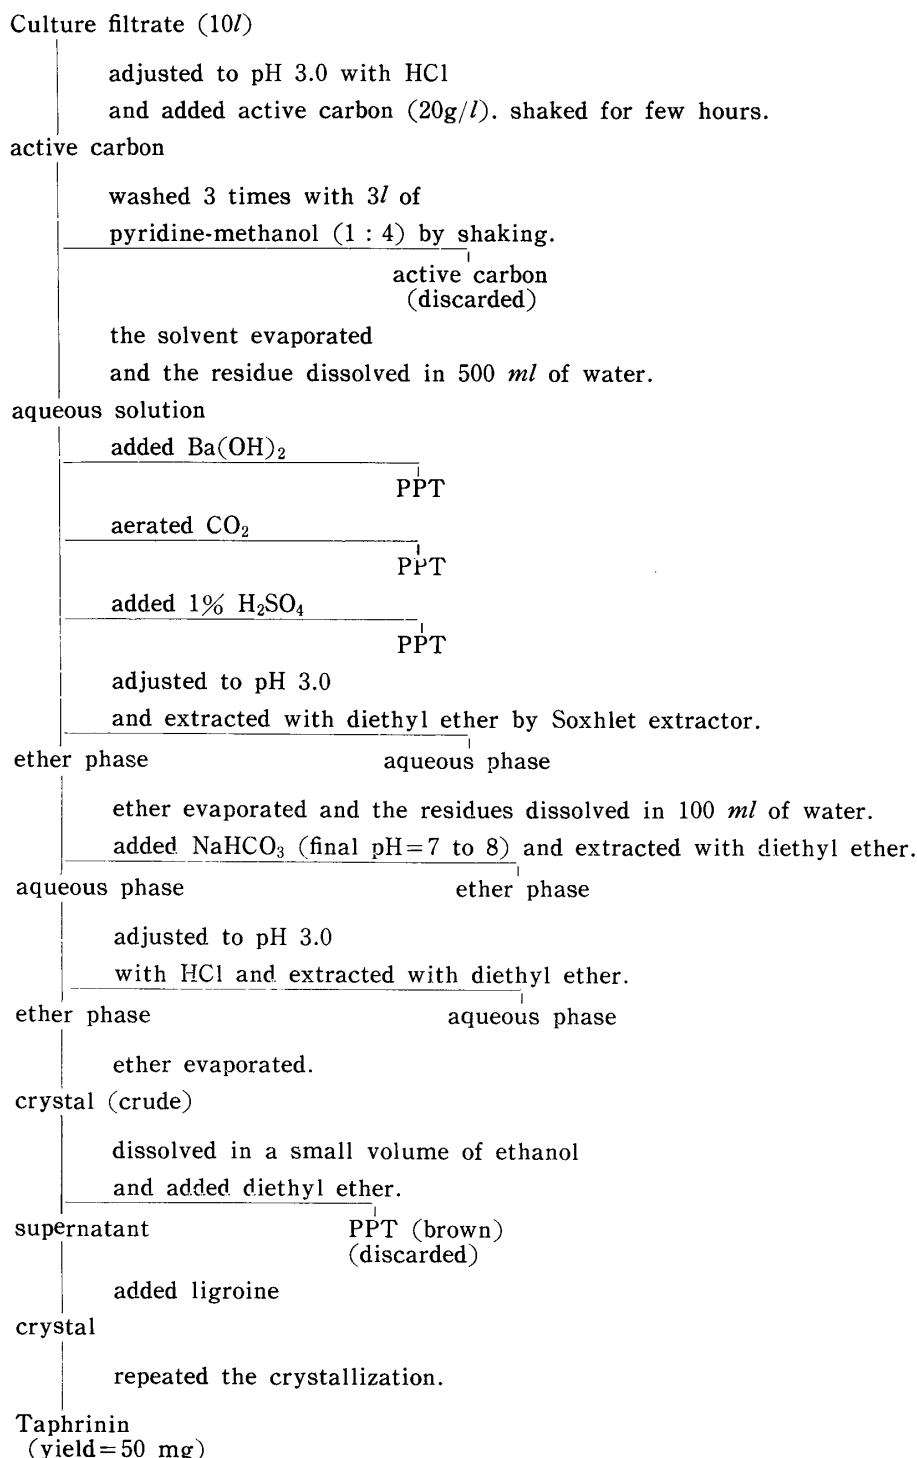 Culture filtrate (10l)
adjusted to pH 3.0 with HCl
and added active carbon (20g/l). shaked for few hours.
active carbon
washed 3 times with 3l of
pyridine-methanol (1 : 4) by shaking.
active carbon
(discarded)
the solvent evaporated
and the residue dissolved in 500 ml of water.
aqueous solution
added Ba(OH)₂
PPT
aerated CO₂
PPT
added 1% H₂SO₄
PPT
adjusted to pH 3.0
and extracted with diethyl ether by Soxhlet extractor.
ether phase aqueous phase
ether evaporated and the residues dissolved in 100 ml of water.
added NaHCO₃ (final pH=7 to 8) and extracted with diethyl ether.
aqueous phase ether phase
adjusted to pH 3.0
with HCl and extracted with diethyl ether.
ether phase aqueous phase
ether evaporated.
crystal (crude)
dissolved in a small volume of ethanol
and added diethyl ether.
supernatant PPT (brown)
(discarded)
added ligroine
crystal
repeated the crystallization.
Taphrinin
(yield=50 mg)